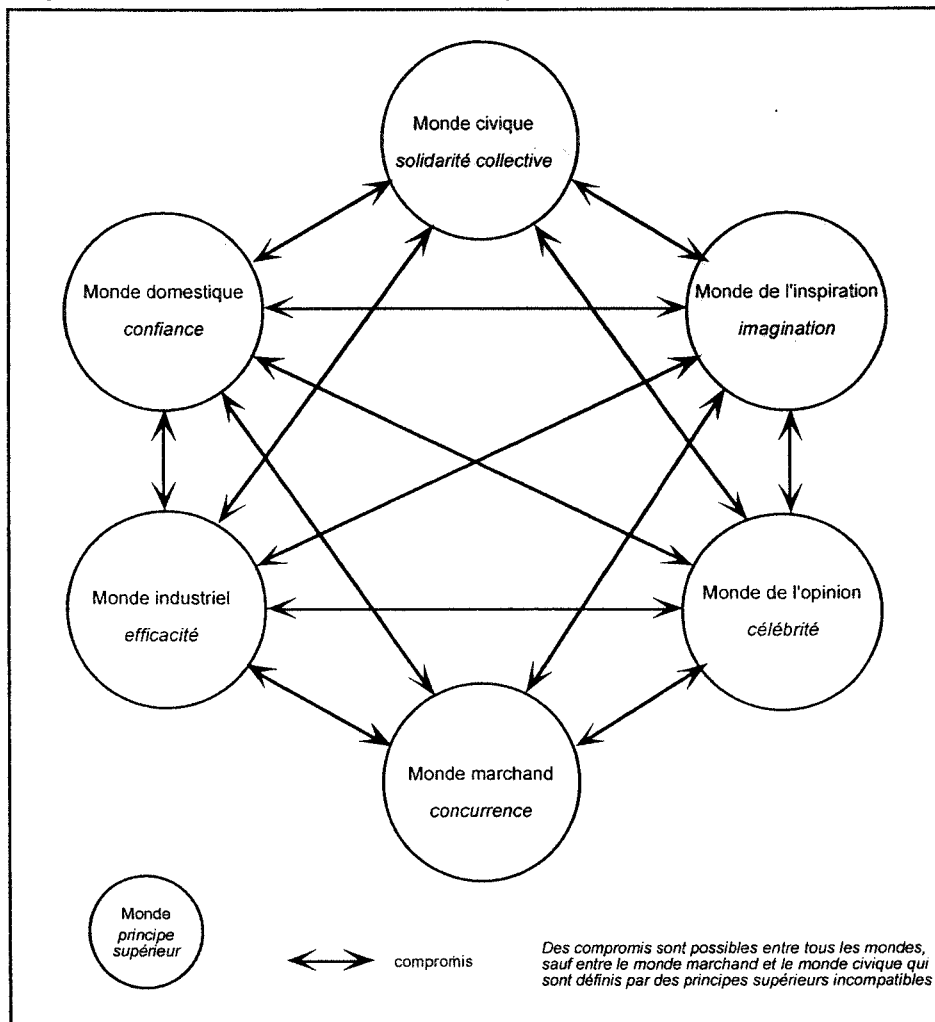 Monde civique
solidarité collective
Monde domestique
confiance
Monde de l'inspiration
imagination
Monde industriel
efficacité
Monde de l'opinion
célébrité
Monde marchand
concurrence
Monde
principe
supérieur
compromis
Des compromis sont possibles entre tous les mondes,
sauf entre le monde marchand et le monde civique qui
sont définis par des principes supérieurs incompatibles